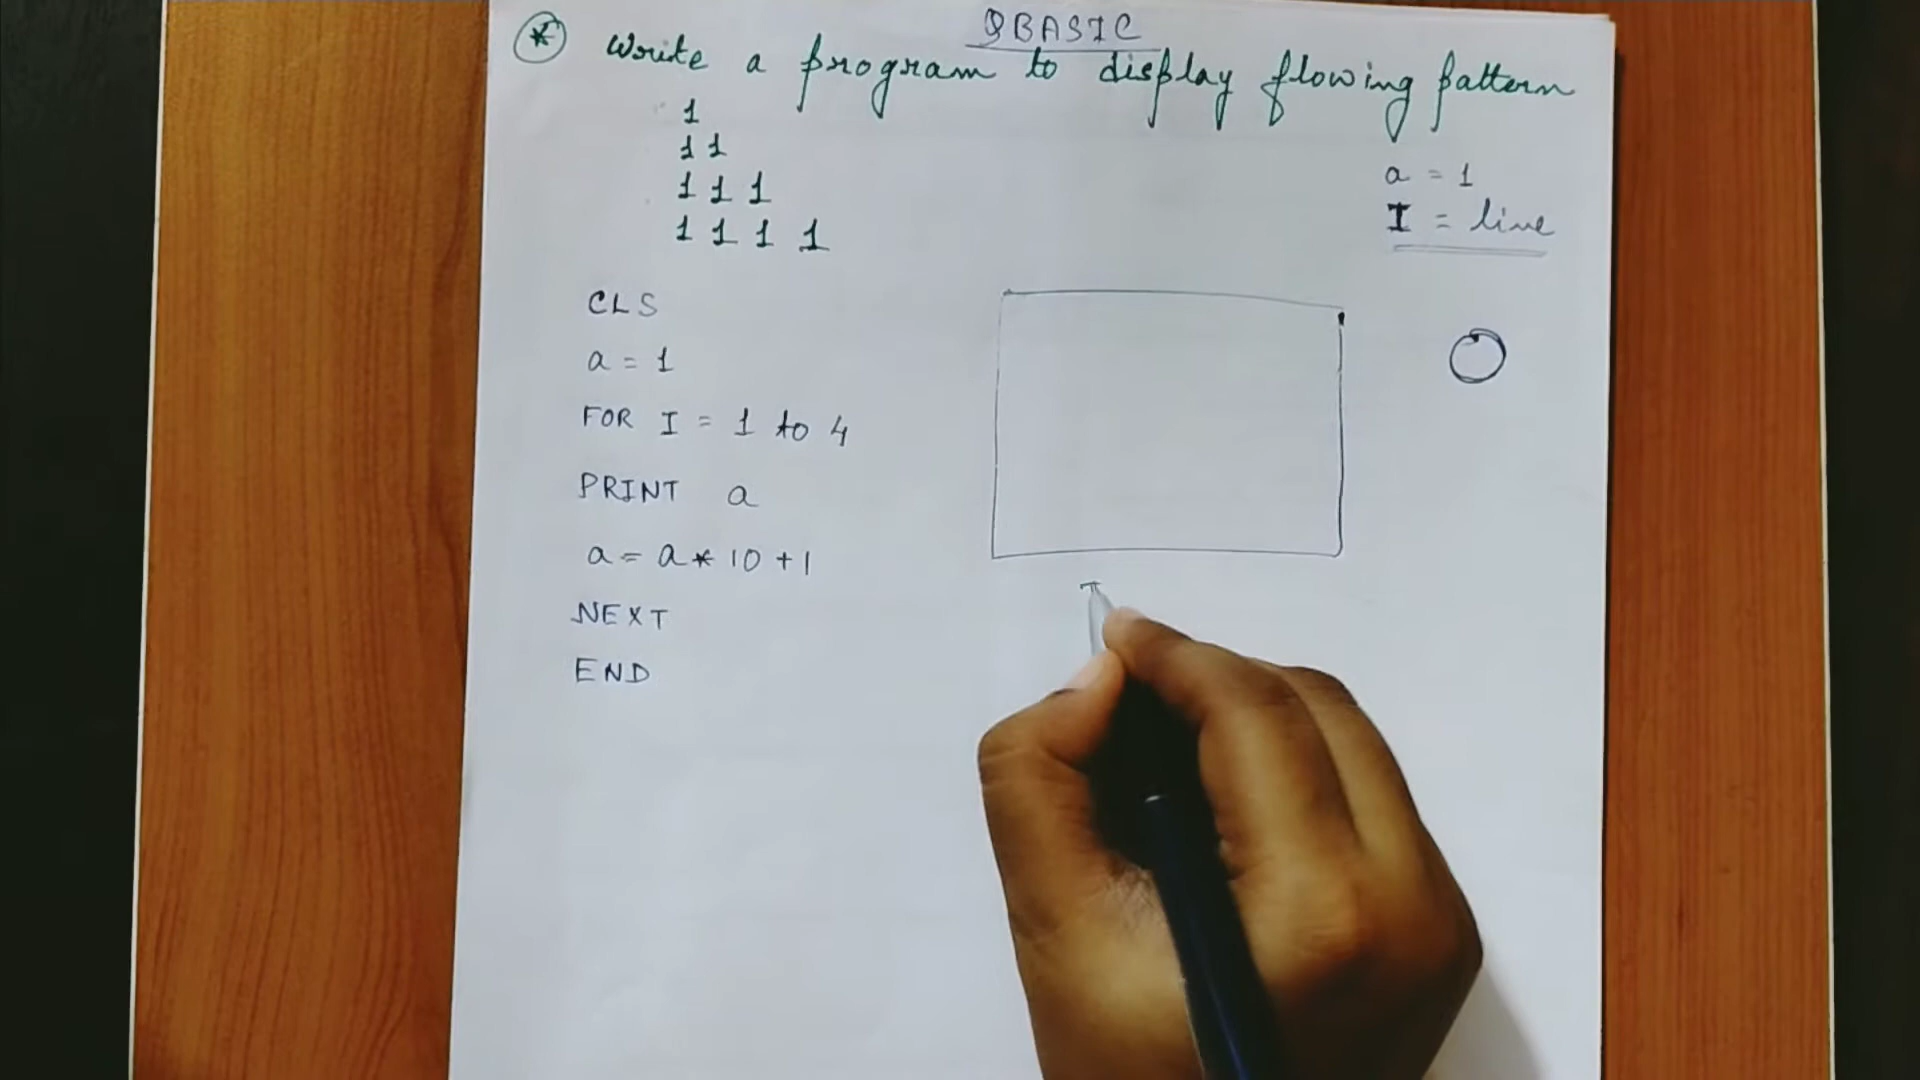 QBASIC
* Write a program to display flowing pattern
1
1 1
1 1 1
1 1 1 1
a = 1
I = line
CLS
a = 1
FOR I = 1 to 4
PRINT a
a = a * 10 + 1
NEXT
END